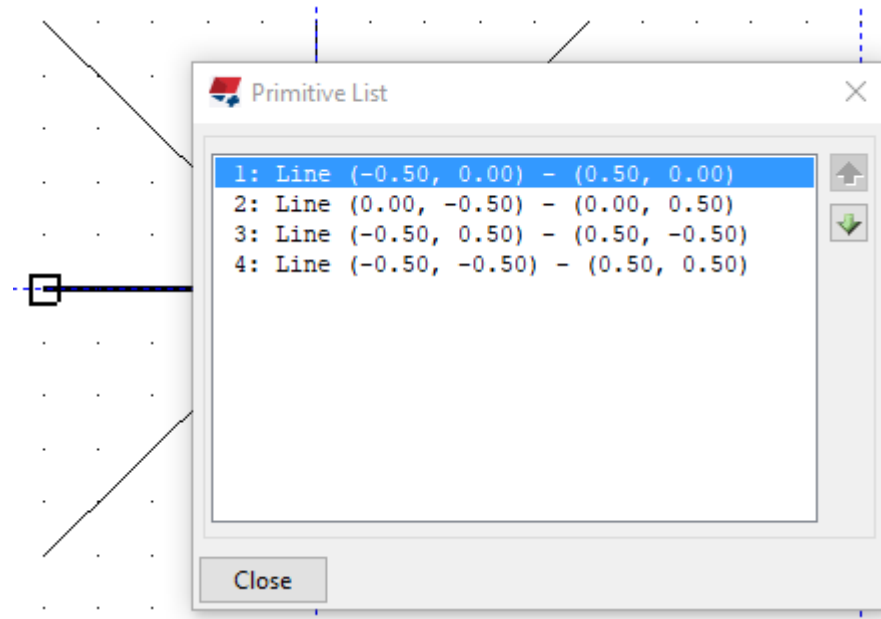 Primitive List
1: Line (-0.50, 0.00) - (0.50, 0.00)
2: Line (0.00, -0.50) - (0.00, 0.50)
3: Line (-0.50, 0.50) - (0.50, -0.50)
4: Line (-0.50, -0.50) - (0.50, 0.50)
Close